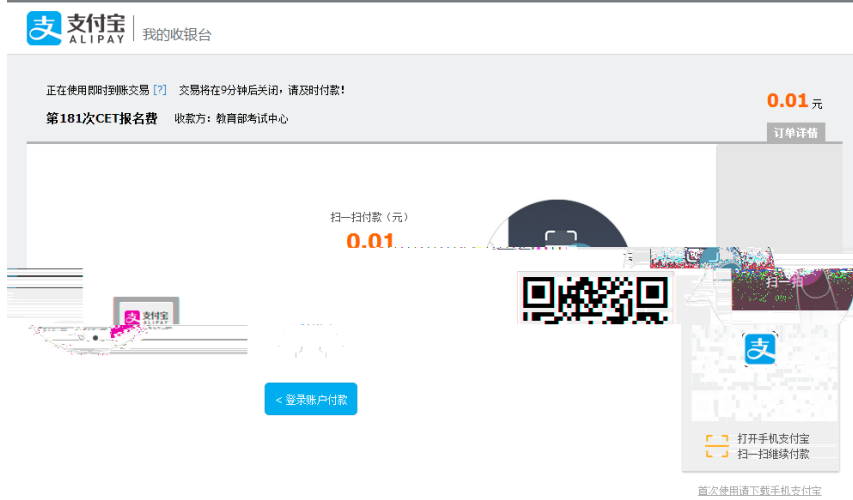 支付宝
ALIPAY
我的收银台
正在使用即时到账交易 [?] 交易将在9分钟后关闭，请及时付款！
0.01 元
第181次CET报名费 收款方：教育部考试中心
订单详情
扫一扫付款（元）
0.01
扫一扫
支付宝
ALIPAY
支
< 登录账户付款
打开手机支付宝
扫一扫继续付款
首次使用请下载手机支付宝